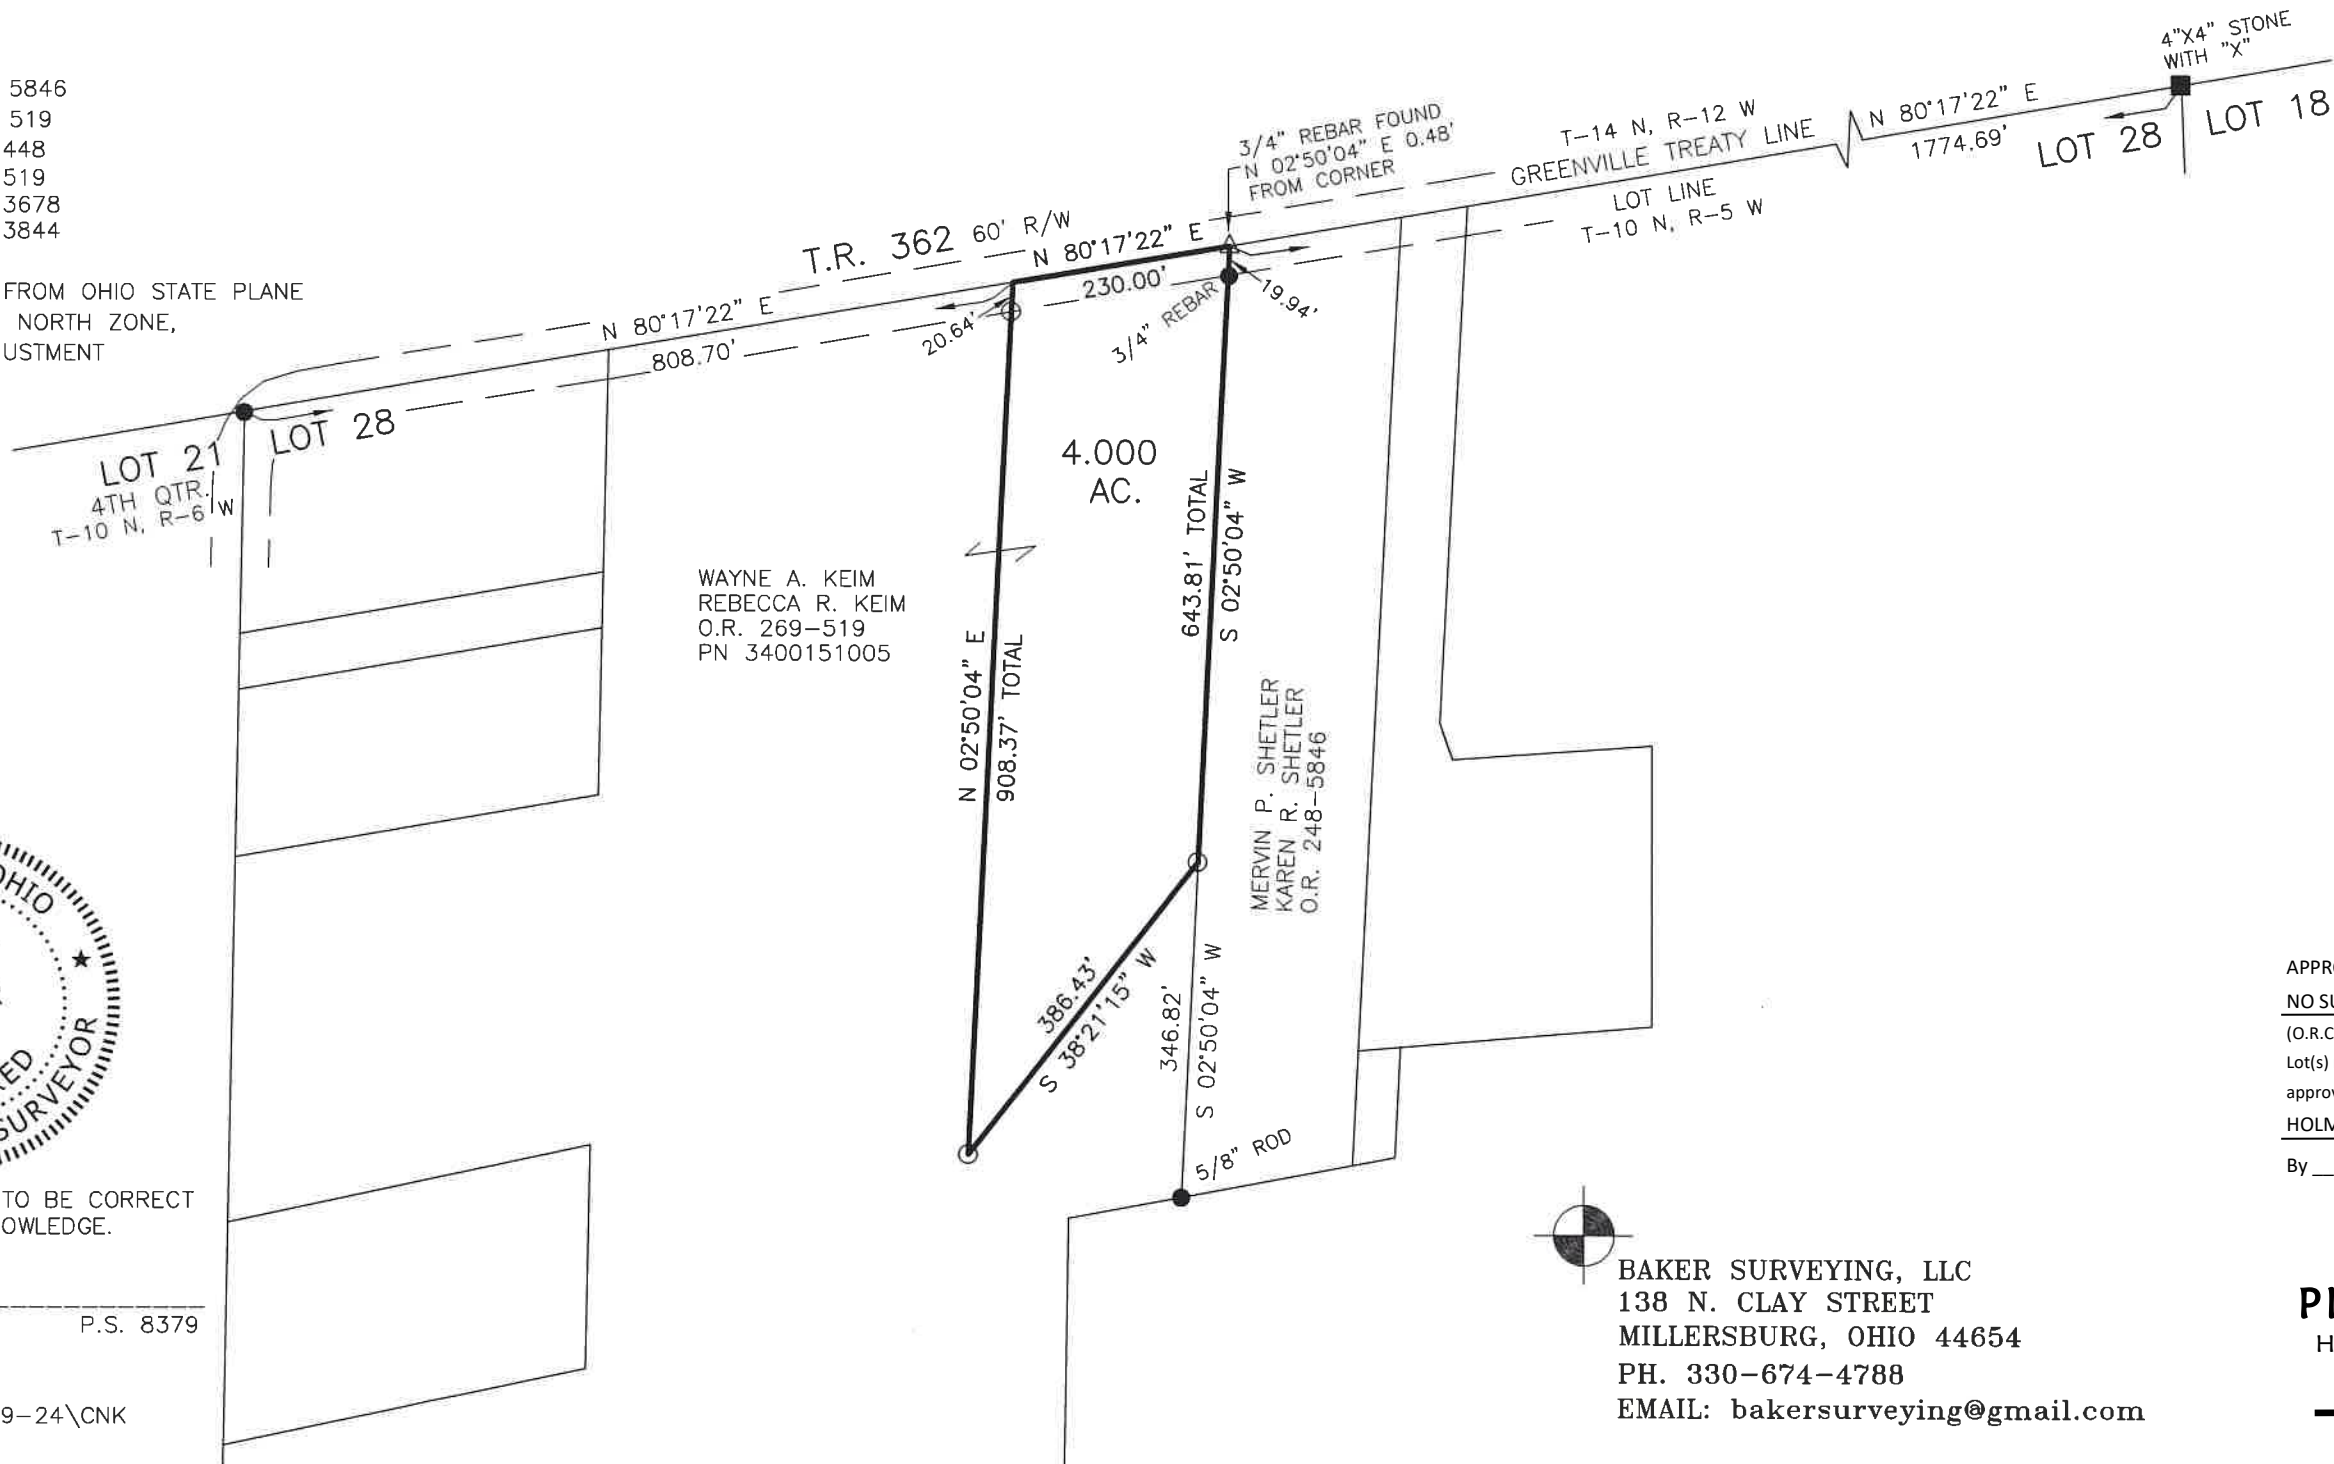 5846
519
448
519
3678
3844
FROM OHIO STATE PLANE
NORTH ZONE,
USTMENT
4"X4" STONE
WITH "X"
LOT 18
LOT 28
N 80°17'22" E
1774.69'
T-14 N, R-12 W
GREENVILLE TREATY LINE
LOT LINE
T-10 N, R-5 W
3/4" REBAR FOUND
N 02°50'04" E 0.48'
FROM CORNER
T.R. 362 60' R/W
N 80°17'22" E
230.00'
19.94'
3/4" REBAR
20.64'
N 80°17'22" E
808.70'
LOT 28
LOT 21
4TH QTR.
T-10 N, R-6 W
4.000
AC.
643.81' TOTAL
S 02°50'04" W
WAYNE A. KEIM
REBECCA R. KEIM
O.R. 269-519
PN 3400151005
N 02°50'04" E
908.37' TOTAL
MERVIN P. SHETLER
KAREN R. SHETLER
O.R. 248-5846
386.43'
S 38°21'15" W
346.82'
S 02°50'04" W
5/8" ROD
OHIO
★
SURVEYOR
TO BE CORRECT
OWLEDGE.
P.S. 8379
9-24\CNK
BAKER SURVEYING, LLC
138 N. CLAY STREET
MILLERSBURG, OHIO 44654
PH. 330-674-4788
EMAIL: bakersurveying@gmail.com
APPR
NO SU
(O.R.C
Lot(s)
approv
HOLM
By
H